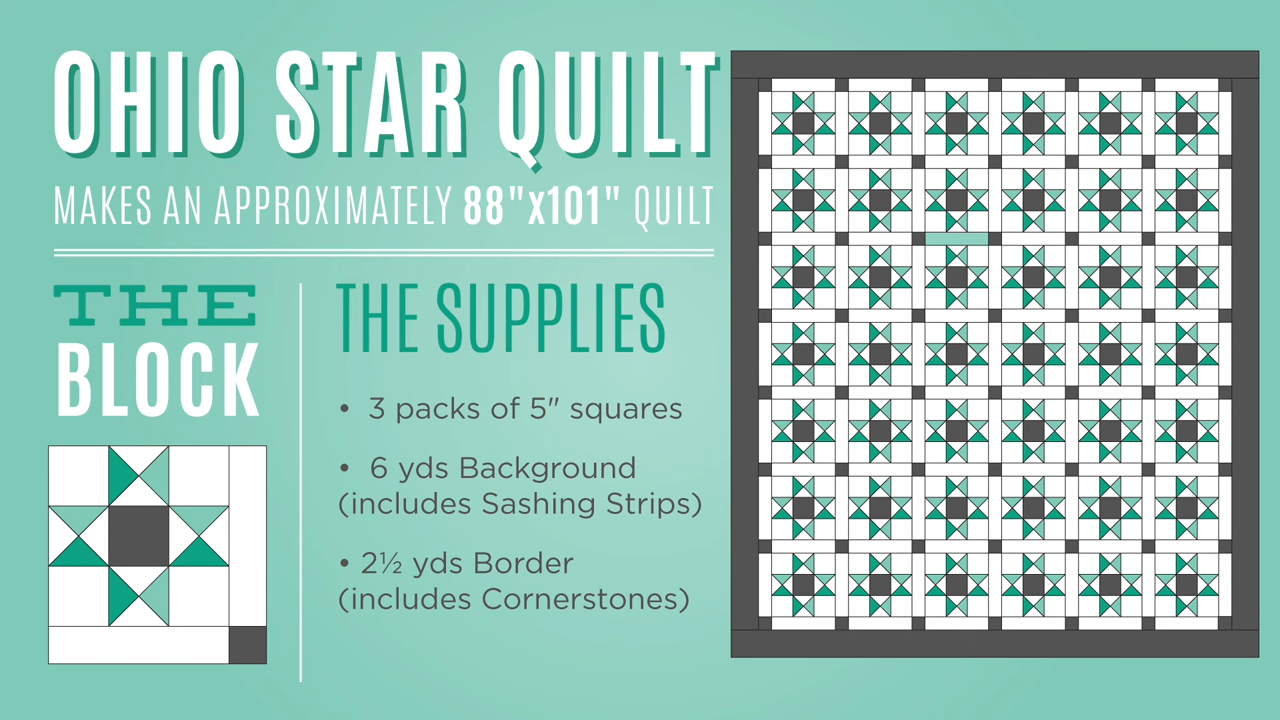 OHIO STAR QUILT
MAKES AN APPROXIMATELY 88"x101" QUILT
THE
BLOCK
THE SUPPLIES
• 3 packs of 5" squares
• 6 yds Background
(includes Sashing Strips)
• 2½ yds Border
(includes Cornerstones)